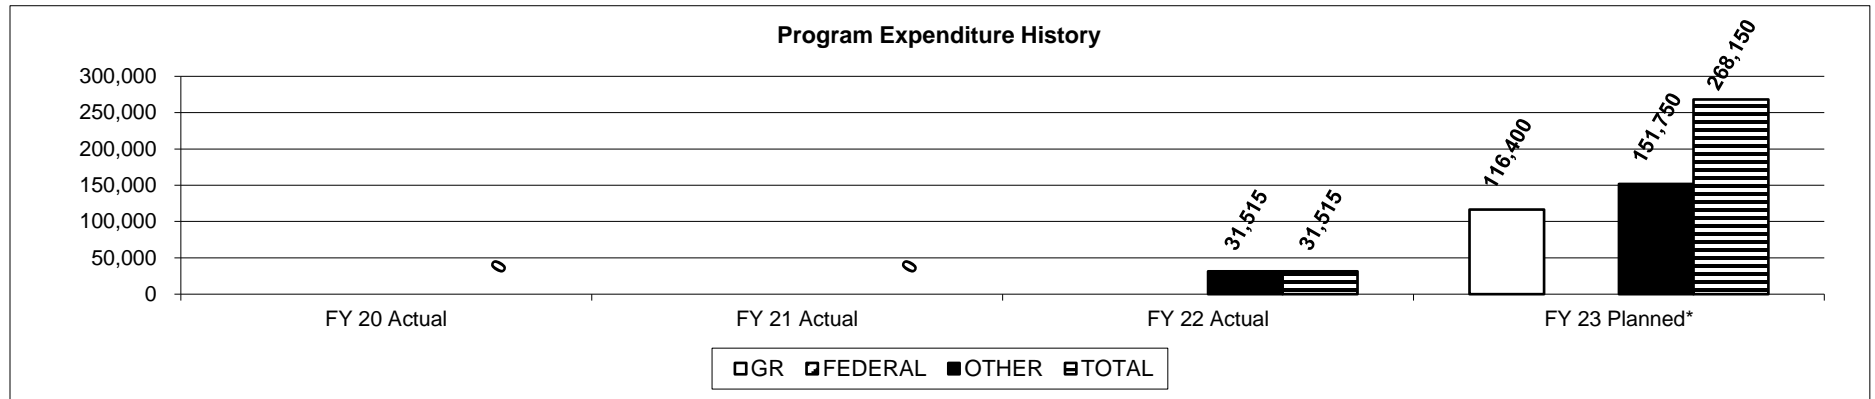 Program Expenditure History
300,000
250,000
200,000
150,000
100,000
50,000
0
0
0
31,515
31,515
116,400
151,750
268,150
FY 20 Actual
FY 21 Actual
FY 22 Actual
FY 23 Planned*
GR FEDERAL OTHER TOTAL